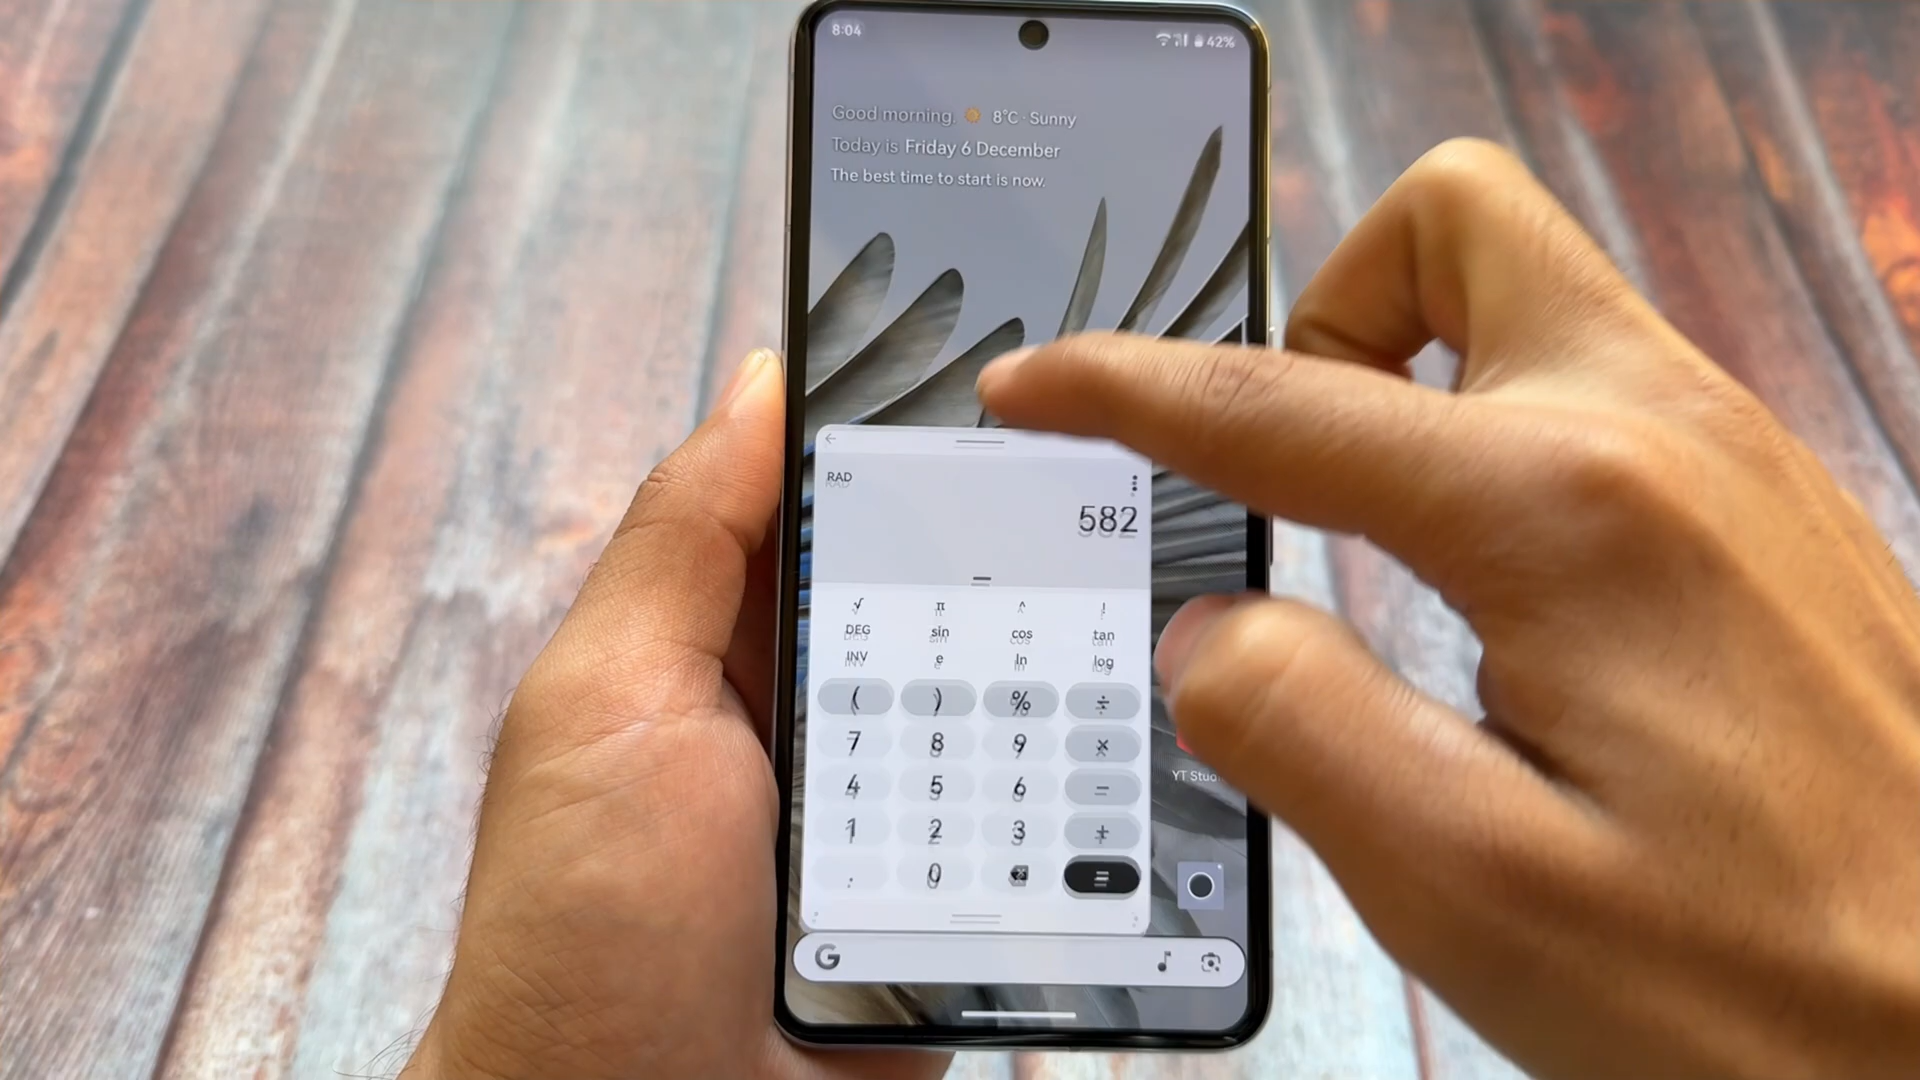 8:04 42%
Good morning. 8°C · Sunny
Today is Friday 6 December
The best time to start is now.
RAD
582
√ π ^ !
DEG sin cos tan
INV e ln log
( ) % ÷
7 8 9 ×
4 5 6 −
1 2 3 +
. 0 =
YT Stud
G